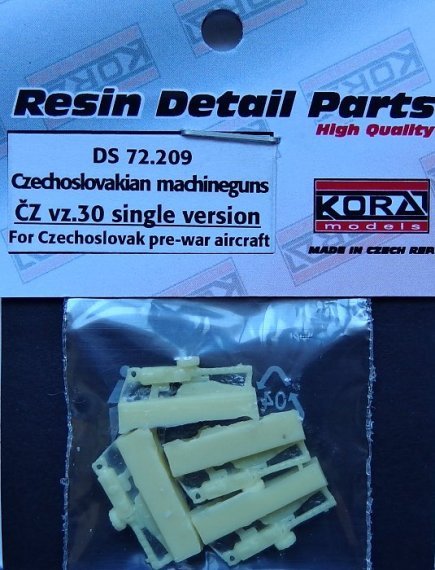 Resin Detail Parts
High Quality
DS 72.209
Czechoslovakian machineguns
ČZ vz.30 single version
For Czechoslovak pre-war aircraft
KORA
models
MADE IN CZECH REP
04